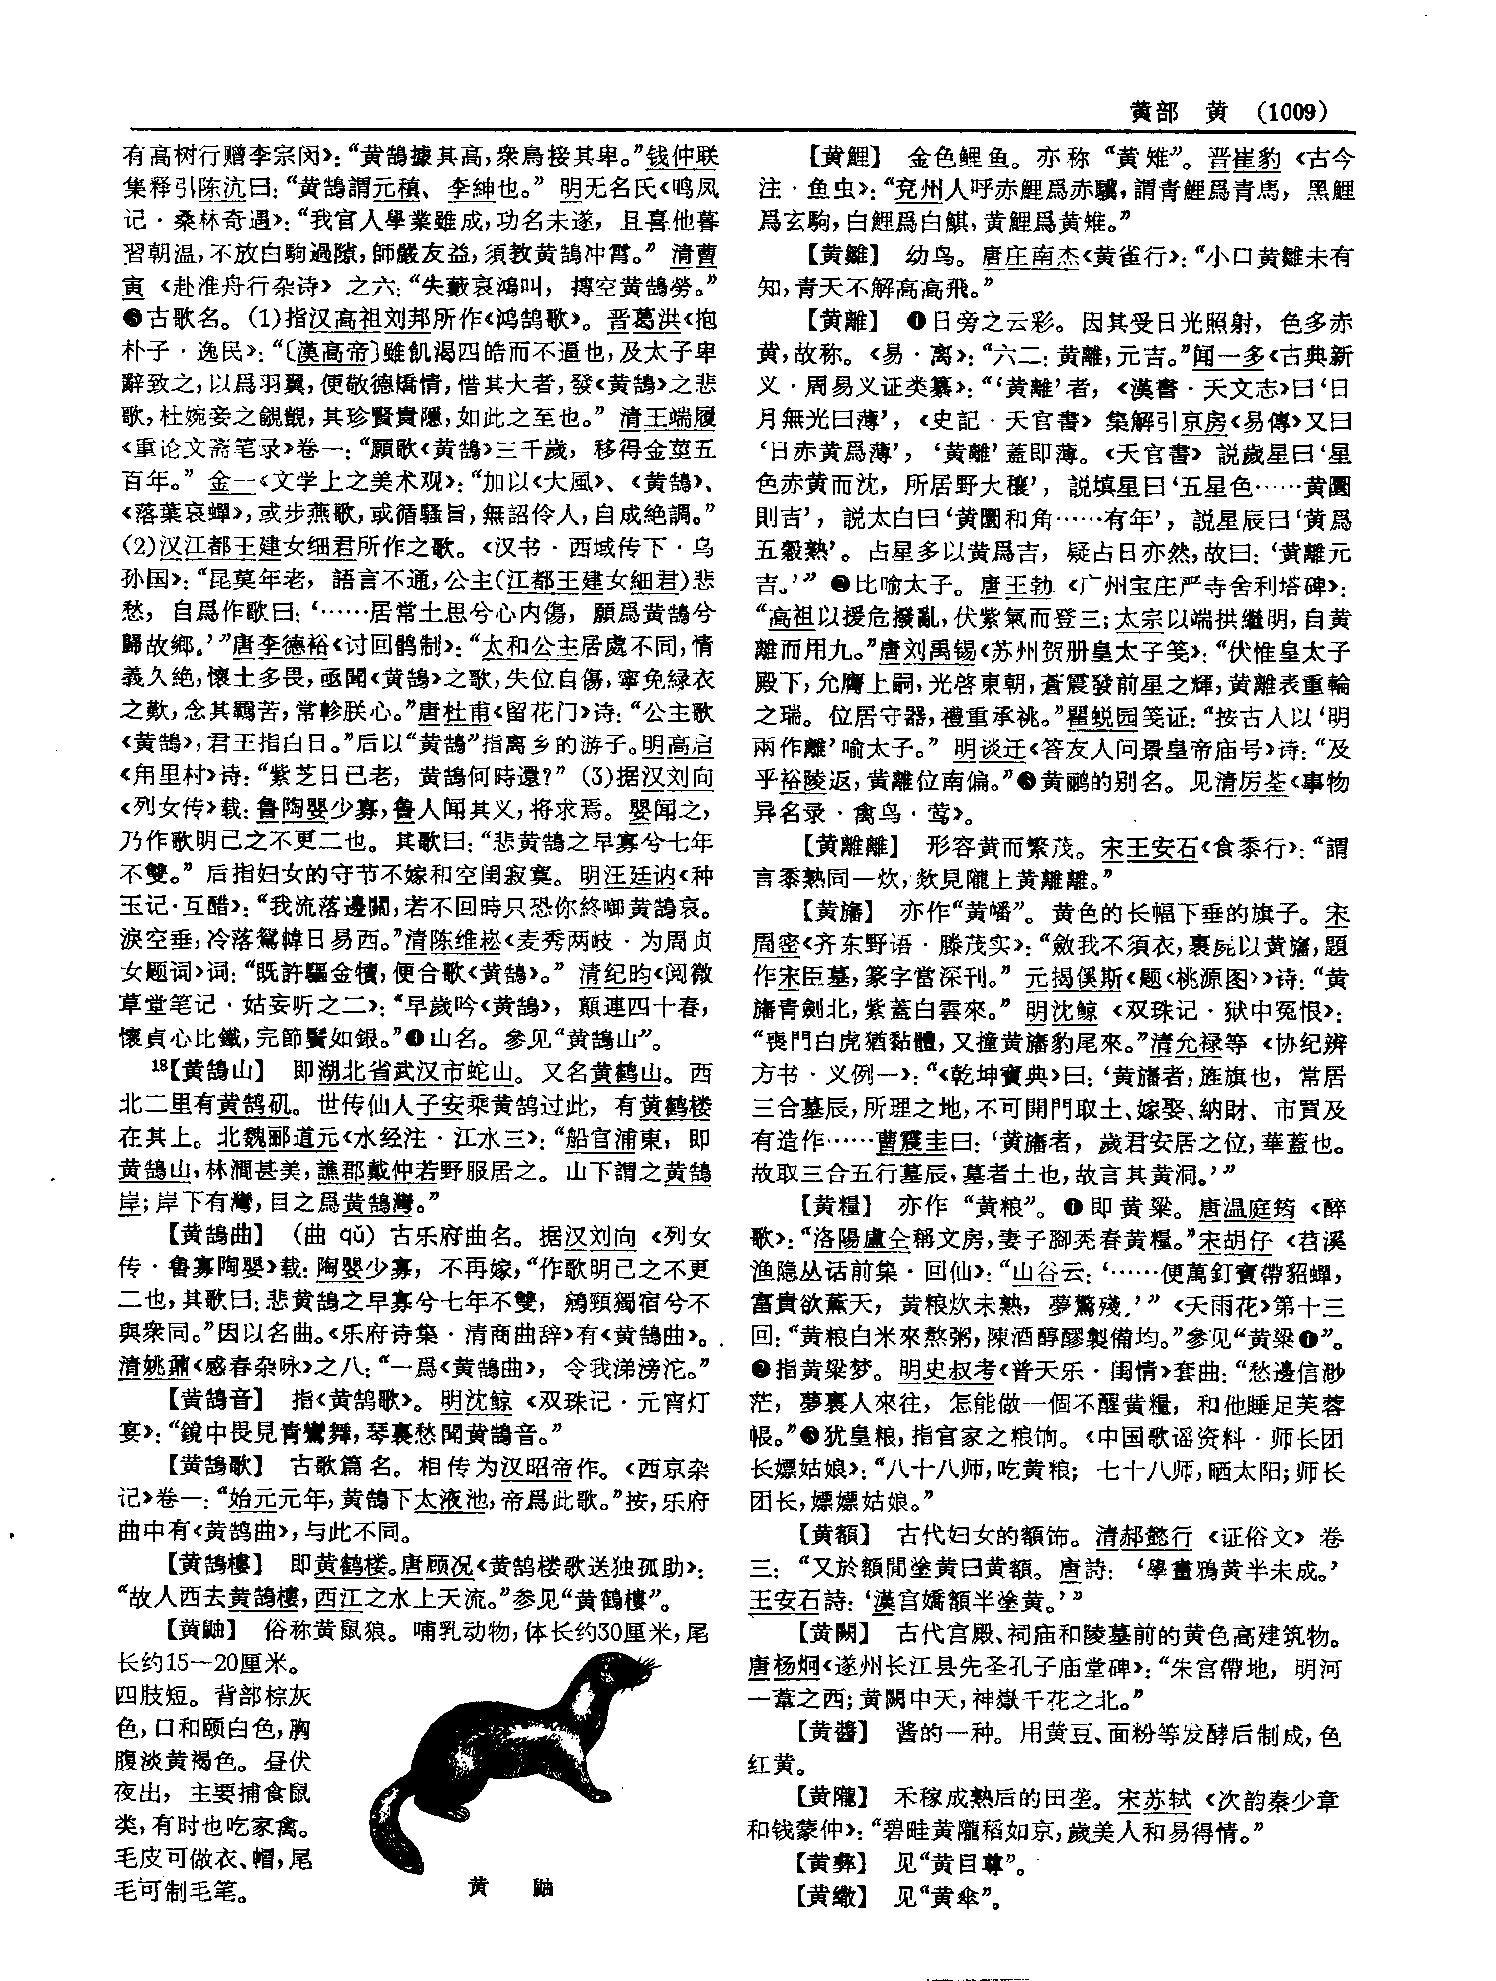 黄部　黄　(1009)
有高树行赠李宗闵》：“黄鵠據其高，衆鳥接其卑。”钱仲联
集释引陈沆曰：“黄鵠謂元稹、李紳也。” 明无名氏《鸣凤
记·桑林奇遇》：“我官人學業雖成，功名未遂，且喜他暮
習朝温，不放白駒過隙，師嚴友益，須教黄鵠冲霄。” 清曹
寅《赴淮舟行杂诗》之六：“失藪哀鴻叫，摶空黄鵠勞。”
❸古歌名。(1)指汉高祖刘邦所作《鸿鹄歌》。晋葛洪《抱
朴子·逸民》：“〔漢高帝〕雖飢渴四皓而不逼也，及太子卑
辭致之，以爲羽翼，便敬德矯情，惜其大者，發《黄鵠》之悲
歌，杜婉妾之覬覦，其珍賢貴隱，如此之至也。” 清王端履
《重论文斋笔录》卷一：“願歌《黄鵠》三千歲，移得金莖五
百年。” 金一《文学上之美术观》：“加以《大風》、《黄鵠》、
《落葉哀蟬》，或步燕歌，或循騷旨，無詔伶人，自成絶調。”
(2)汉江都王建女细君所作之歌。《汉书·西域传下·乌
孙国》：“昆莫年老，語言不通，公主(江都王建女細君)悲
愁，自爲作歌曰：‘……居常土思兮心内傷，願爲黄鵠兮
歸故鄉。’”唐李德裕《讨回鹘制》：“太和公主居處不同，情
義久絶，懷土多畏，亟聞《黄鵠》之歌，失位自傷，寧免緑衣
之歎，念其羈苦，常軫朕心。”唐杜甫《留花门》诗：“公主歌
《黄鵠》，君王指白日。”后以“黄鵠”指离乡的游子。明高启
《甪里村》诗：“紫芝日已老，黄鵠何時還？” (3)据汉刘向
《列女传》载：鲁陶婴少寡，鲁人闻其义，将求焉。婴闻之，
乃作歌明己之不更二也。其歌曰：“悲黄鵠之早寡兮七年
不雙。” 后指妇女的守节不嫁和空闺寂寞。明汪廷讷《种
玉记·互醋》：“我流落邊關，若不回時只恐你終啣黄鵠哀。
淚空垂，冷落鴛幃日易西。”清陈维崧《麦秀两岐·为周贞
女题词》词：“既許驅金犢，便合歌《黄鵠》。” 清纪昀《阅微
草堂笔记·姑妄听之二》：“早歲吟《黄鵠》，顛連四十春，
懷貞心比鐵，完節鬢如銀。”❹山名。参见“黄鵠山”。
18【黄鵠山】 即湖北省武汉市蛇山。又名黄鹤山。西
北二里有黄鹄矶。世传仙人子安乘黄鹄过此，有黄鹤楼
在其上。北魏郦道元《水经注·江水三》：“船官浦東，即
黄鵠山，林澗甚美，譙郡戴仲若野服居之。山下謂之黄鵠
岸；岸下有灣，目之爲黄鵠灣。”
【黄鵠曲】 (曲 qǔ) 古乐府曲名。据汉刘向《列女
传·鲁寡陶婴》载：陶婴少寡，不再嫁，“作歌明己之不更
二也，其歌曰：悲黄鵠之早寡兮七年不雙，鵷頸獨宿兮不
與衆同。”因以名曲。《乐府诗集·清商曲辞》有《黄鵠曲》。
清姚鼐《感春杂咏》之八：“一爲《黄鵠曲》，令我涕滂沱。”
【黄鵠音】 指《黄鹄歌》。明沈鲸《双珠记·元宵灯
宴》：“鏡中畏見青鸞舞，琴裏愁聞黄鵠音。”
【黄鵠歌】 古歌篇名。相传为汉昭帝作。《西京杂
记》卷一：“始元元年，黄鵠下太液池，帝爲此歌。”按，乐府
曲中有《黄鹄曲》，与此不同。
【黄鵠樓】 即黄鹤楼。唐顾况《黄鹄楼歌送独孤助》：
“故人西去黄鵠樓，西江之水上天流。”参见“黄鶴樓”。
【黄鼬】 俗称黄鼠狼。哺乳动物，体长约30厘米，尾
长约15—20厘米。
四肢短。背部棕灰
色，口和颐白色，胸
腹淡黄褐色。昼伏
夜出，主要捕食鼠
类，有时也吃家禽。
毛皮可做衣、帽，尾
毛可制毛笔。
黄　鼬
【黄鯉】 金色鲤鱼。亦称“黄雉”。晋崔豹《古今
注·鱼虫》：“兖州人呼赤鯉爲赤驥，謂青鯉爲青馬，黑鯉
爲玄駒，白鯉爲白騏，黄鯉爲黄雉。”
【黄雛】 幼鸟。唐庄南杰《黄雀行》：“小口黄雛未有
知，青天不解高高飛。”
【黄離】 ❶日旁之云彩。因其受日光照射，色多赤
黄，故称。《易·离》：“六二：黄離，元吉。”闻一多《古典新
义·周易义证类纂》：“‘黄離’者，《漢書·天文志》曰‘日
月無光曰薄’，《史記·天官書》集解引京房《易傳》又曰
‘日赤黄爲薄’，‘黄離’蓋即薄。《天官書》説歲星曰‘星
色赤黄而沈，所居野大穰’，説填星曰‘五星色……黄圜
則吉’，説太白曰‘黄圜和角……有年’，説星辰曰‘黄爲
五穀熟’。占星多以黄爲吉，疑占日亦然，故曰：‘黄離元
吉。’” ❷比喻太子。唐王勃《广州宝庄严寺舍利塔碑》：
“高祖以援危撥亂，伏紫氣而登三；太宗以端拱繼明，自黄
離而用九。”唐刘禹锡《苏州贺册皇太子笺》：“伏惟皇太子
殿下，允膺上嗣，光啓東朝，蒼震發前星之輝，黄離表重輪
之瑞。位居守器，禮重承祧。”瞿蜕园笺证：“按古人以‘明
兩作離’喻太子。” 明谈迁《答友人问景皇帝庙号》诗：“及
乎裕陵返，黄離位南偏。”❸黄鹂的别名。见清厉荃《事物
异名录·禽鸟·莺》。
【黄離離】 形容黄而繁茂。宋王安石《食黍行》：“謂
言黍熟同一炊，欻見隴上黄離離。”
【黄旛】 亦作“黄幡”。黄色的长幅下垂的旗子。宋
周密《齐东野语·滕茂实》：“斂我不須衣，裹屍以黄旛，題
作宋臣墓，篆字當深刊。” 元揭傒斯《题〈桃源图〉》诗：“黄
旛青劍北，紫蓋白雲來。” 明沈鲸《双珠记·狱中冤恨》：
“喪門白虎猶黏體，又撞黄旛豹尾來。”清允禄等《协纪辨
方书·义例一》：“《乾坤寶典》曰：‘黄旛者，旌旗也，常居
三合墓辰，所理之地，不可開門取土、嫁娶、納財、市買及
有造作……曹震圭曰：‘黄旛者，歲君安居之位，華蓋也。
故取三合五行墓辰，墓者土也，故言其黄洞。’”
【黄糧】 亦作“黄粮”。❶即黄粱。唐温庭筠《醉
歌》：“洛陽盧仝稱文房，妻子脚秃舂黄糧。”宋胡仔《苕溪
渔隐丛话前集·回仙》：“山谷云：‘……便萬釘寶帶貂蟬，
富貴欲薰天，黄粮炊未熟，夢驚殘。’” 《天雨花》第十三
回：“黄粮白米來熬粥，陳酒醇醪製備均。”参见“黄粱❶”。
❷指黄粱梦。明史叔考《普天乐·闺情》套曲：“愁邊信渺
茫，夢裏人來往，怎能做一個不醒黄糧，和他睡足芙蓉
帳。”❸犹皇粮，指官家之粮饷。《中国歌谣资料·师长团
长嫖姑娘》：“八十八师，吃黄粮；七十八师，晒太阳；师长
团长，嫖嫖姑娘。”
【黄額】 古代妇女的额饰。清郝懿行《证俗文》卷
三：“又於額間塗黄曰黄額。唐詩：‘學畫鴉黄半未成。’
王安石詩：‘漢宫嬌額半塗黄。’”
【黄闕】 古代宫殿、祠庙和陵墓前的黄色高建筑物。
唐杨炯《遂州长江县先圣孔子庙堂碑》：“朱宫帶地，明河
一葦之西；黄闕中天，神嶽千花之北。”
【黄醬】 酱的一种。用黄豆、面粉等发酵后制成，色
红黄。
【黄隴】 禾稼成熟后的田垄。宋苏轼《次韵秦少章
和钱蒙仲》：“碧畦黄隴稻如京，歲美人和易得情。”
【黄彝】 见“黄目尊”。
【黄繖】 见“黄伞”。